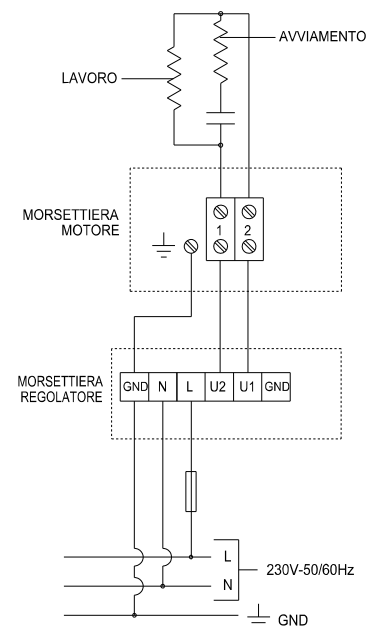 AVVIAMENTO
LAVORO
MORSETTIERA
MOTORE
1 2
MORSETTIERA
REGOLATORE
GND N L U2 U1 GND
L
230V-50/60Hz
N
GND